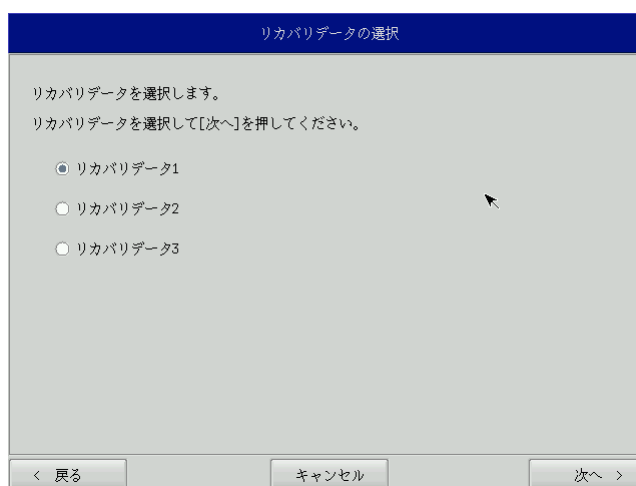 リカバリデータの選択
リカバリデータを選択します。
リカバリデータを選択して[次へ]を押してください。
リカバリデータ1
リカバリデータ2
リカバリデータ3
< 戻る
キャンセル
次へ >